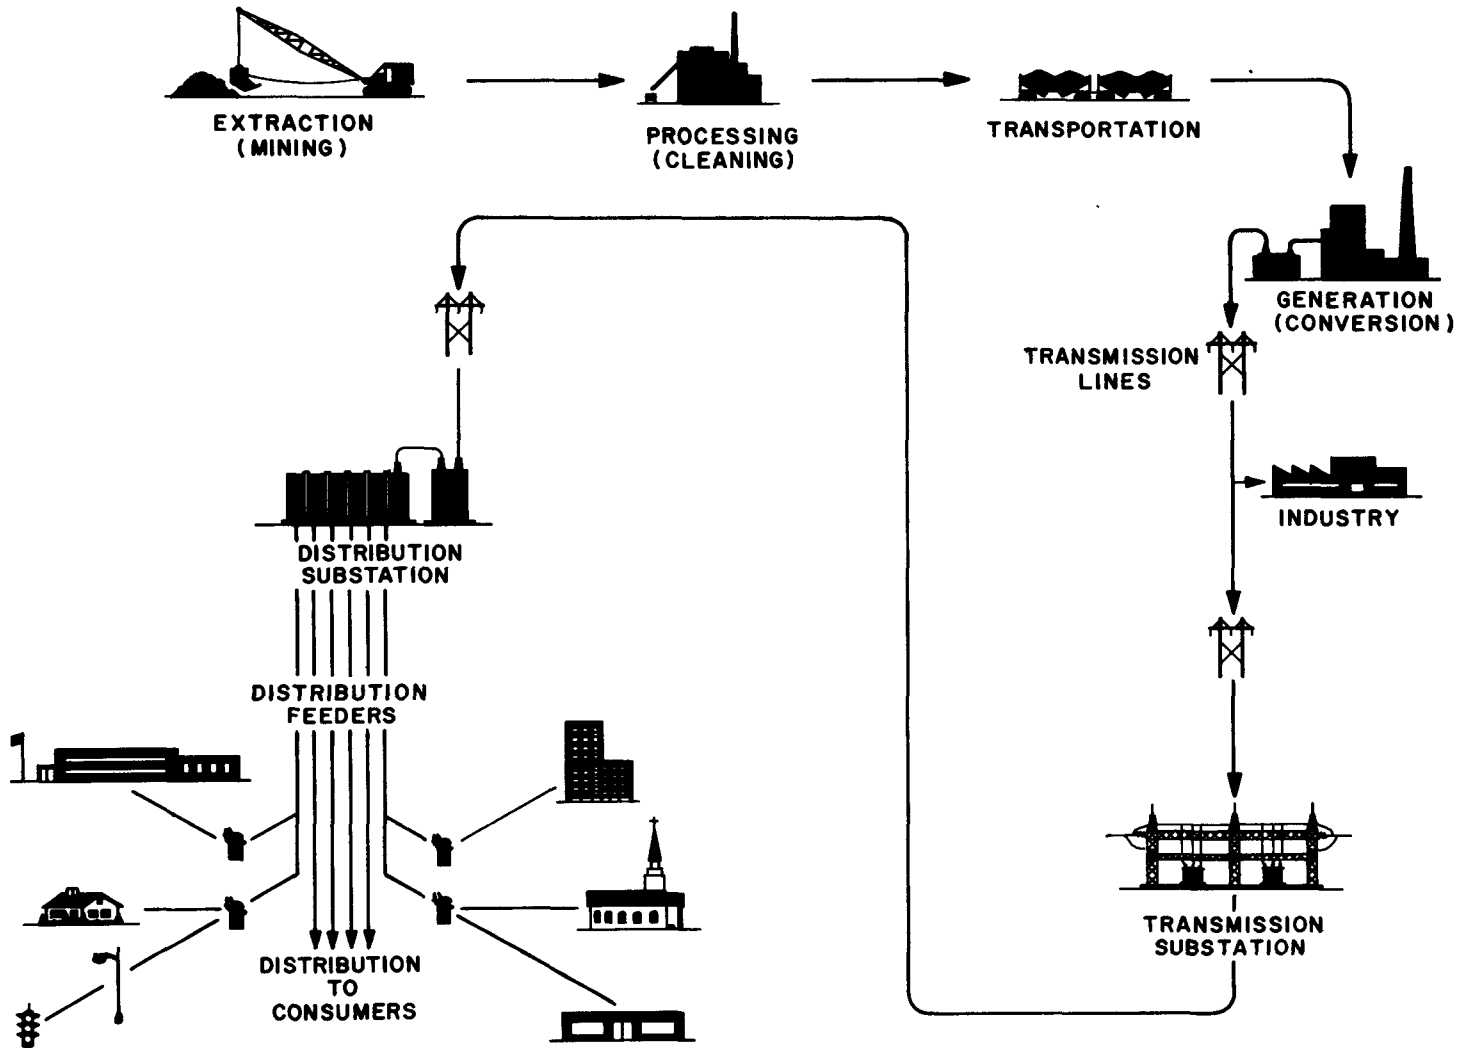 EXTRACTION
(MINING)
PROCESSING
(CLEANING)
TRANSPORTATION
GENERATION
(CONVERSION)
TRANSMISSION
LINES
INDUSTRY
DISTRIBUTION
SUBSTATION
DISTRIBUTION
FEEDERS
TRANSMISSION
SUBSTATION
DISTRIBUTION
TO
CONSUMERS